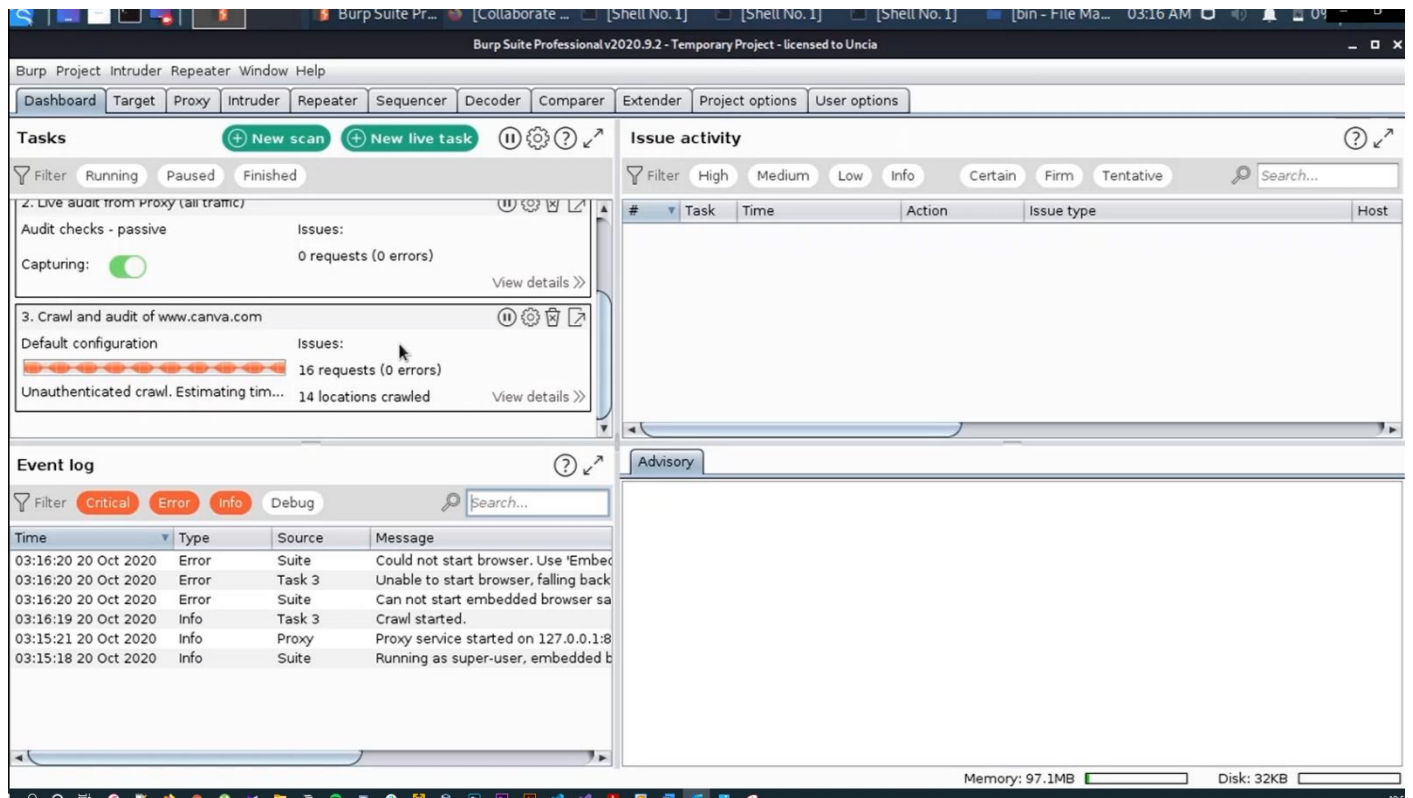 Burp Suite Pr... [Collaborate ... [Shell No. 1] [Shell No. 1] [Shell No. 1] [bin - File Ma... 03:16 AM
Burp Suite Professional v2020.9.2 - Temporary Project - licensed to Uncia
Burp Project Intruder Repeater Window Help
Dashboard Target Proxy Intruder Repeater Sequencer Decoder Comparer Extender Project options User options
Tasks New scan New live task
Filter Running Paused Finished
2. Live audit from Proxy (all traffic)
Audit checks - passive Issues:
Capturing: 0 requests (0 errors)
View details
3. Crawl and audit of www.canva.com
Default configuration Issues:
16 requests (0 errors)
Unauthenticated crawl. Estimating tim... 14 locations crawled View details
Issue activity
Filter High Medium Low Info Certain Firm Tentative Search...
# Task Time Action Issue type Host
Event log
Filter Critical Error Info Debug Search...
Time Type Source Message
03:16:20 20 Oct 2020 Error Suite Could not start browser. Use 'Embed
03:16:20 20 Oct 2020 Error Task 3 Unable to start browser, falling back
03:16:20 20 Oct 2020 Error Suite Can not start embedded browser sa
03:16:19 20 Oct 2020 Info Task 3 Crawl started.
03:15:21 20 Oct 2020 Info Proxy Proxy service started on 127.0.0.1:8
03:15:18 20 Oct 2020 Info Suite Running as super-user, embedded b
Advisory
Memory: 97.1MB Disk: 32KB